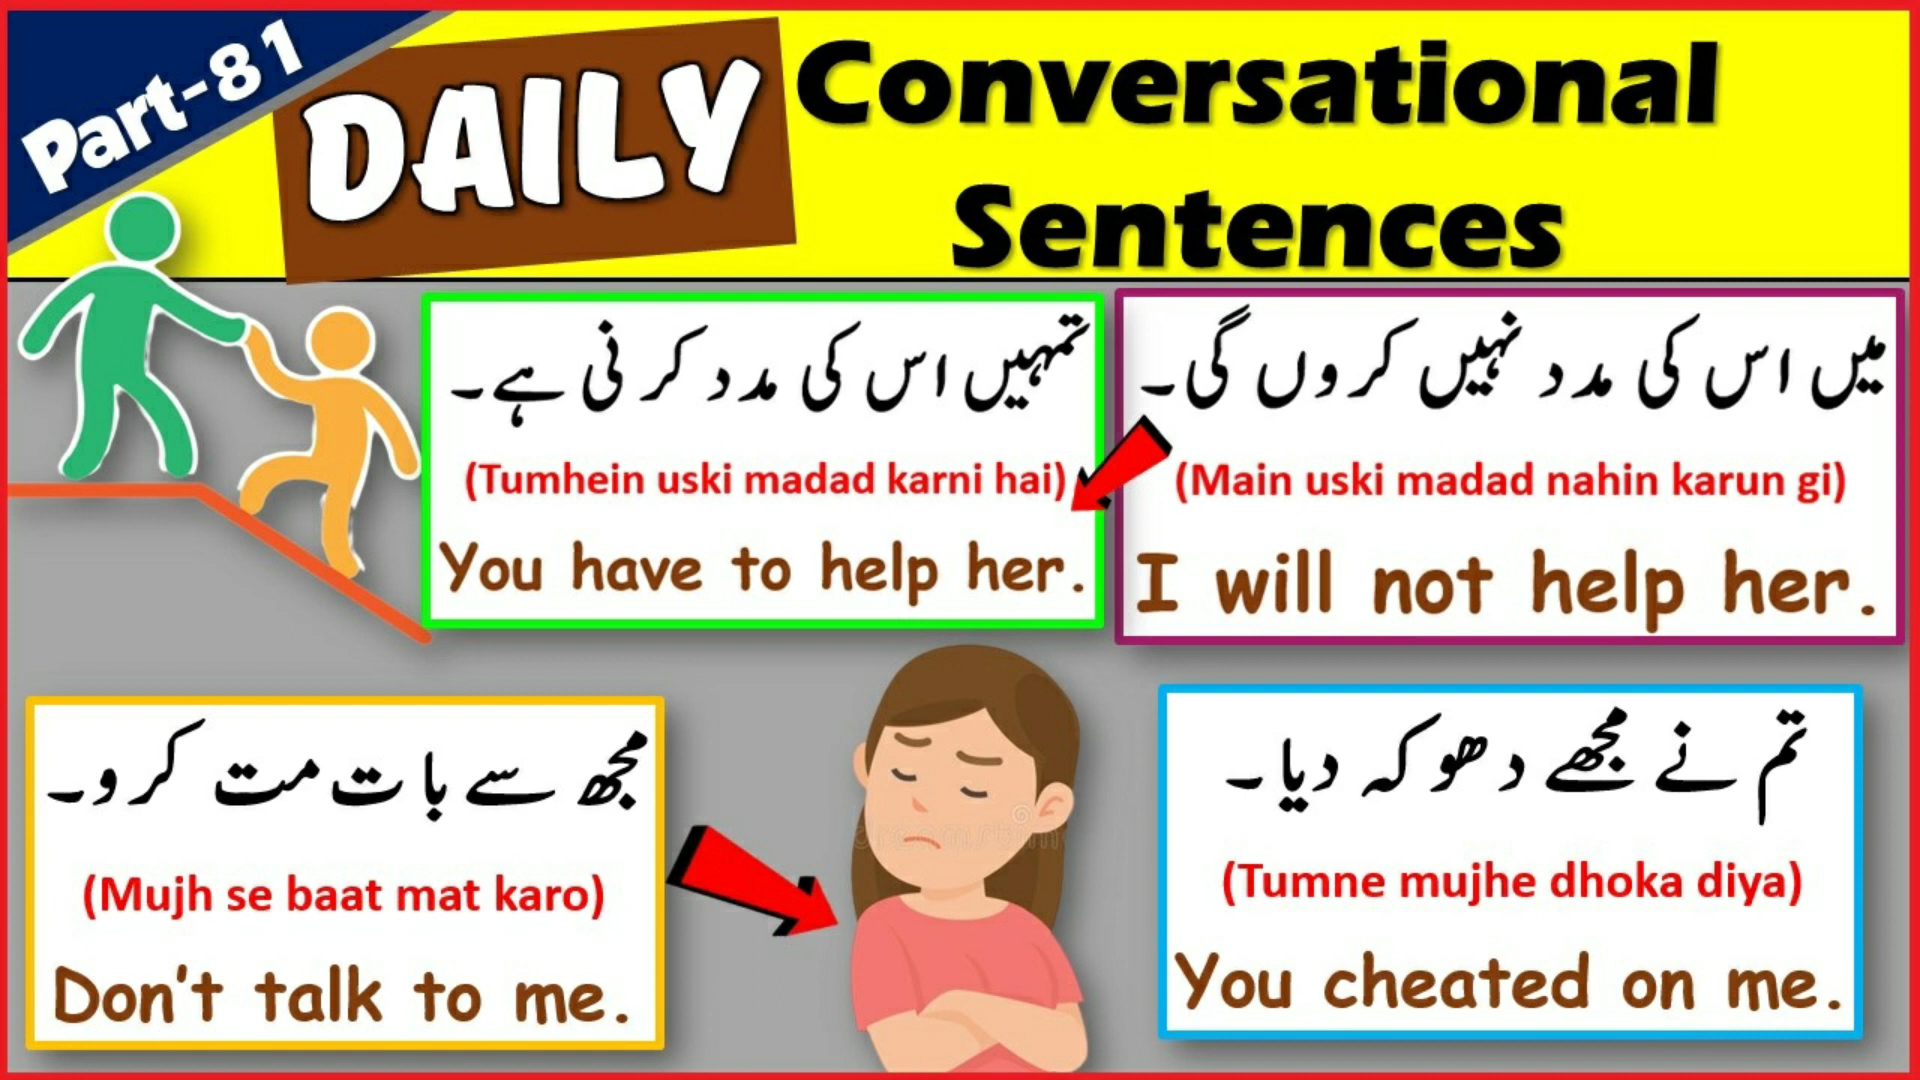 Part-81
DAILY
Conversational
Sentences
تمہیں اس کی مدد کرنی ہے۔
(Tumhein uski madad karni hai)
You have to help her.
میں اس کی مدد نہیں کروں گی۔
(Main uski madad nahin karun gi)
I will not help her.
مجھ سے بات مت کرو۔
(Mujh se baat mat karo)
Don't talk to me.
تم نے مجھے دھوکہ دیا۔
(Tumne mujhe dhoka diya)
You cheated on me.